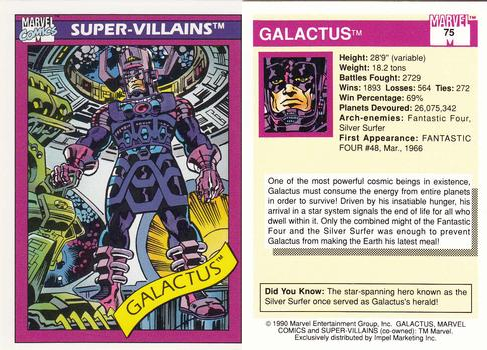 MARVEL
COMICS
SUPER-VILLAINS™
GALACTUS™
GALACTUS™
MARVEL™
75
Height: 28'9" (variable)
Weight: 18.2 tons
Battles Fought: 2729
Wins: 1893 Losses: 564 Ties: 272
Win Percentage: 69%
Planets Devoured: 26,075,342
Arch-enemies: Fantastic Four,
Silver Surfer
First Appearance: FANTASTIC
FOUR #48, Mar., 1966
One of the most powerful cosmic beings in existence,
Galactus must consume the energy from entire planets
in order to survive! Driven by his insatiable hunger, his
arrival in a star system signals the end of life for all who
dwell within it. Only the combined might of the Fantastic
Four and the Silver Surfer was enough to prevent
Galactus from making the Earth his latest meal!
Did You Know: The star-spanning hero known as the
Silver Surfer once served as Galactus's herald!
© 1990 Marvel Entertainment Group, Inc. GALACTUS, MARVEL
COMICS and SUPER-VILLAINS (co-owned): TM Marvel.
Exclusively distributed by Impel Marketing Inc.